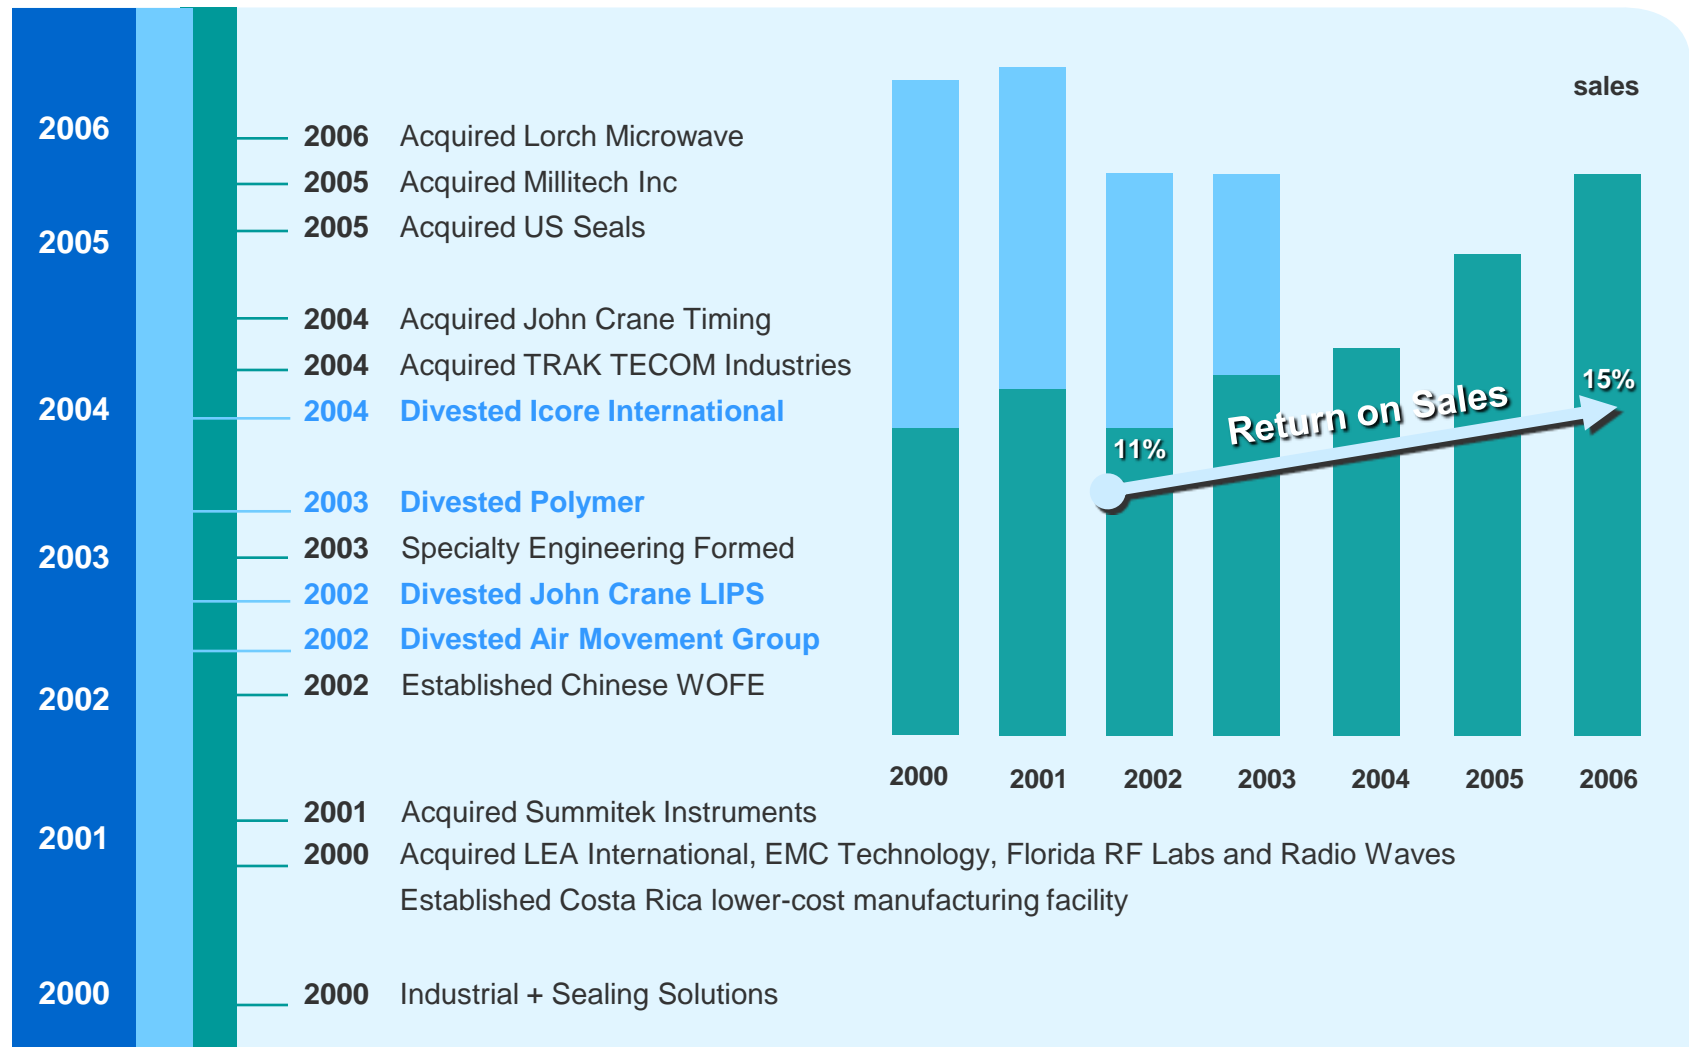 2006
2005
2004
2003
2002
2001
2000
2006 Acquired Lorch Microwave
2005 Acquired Millitech Inc
2005 Acquired US Seals
2004 Acquired John Crane Timing
2004 Acquired TRAK TECOM Industries
2004 Divested Icore International
2003 Divested Polymer
2003 Specialty Engineering Formed
2002 Divested John Crane LIPS
2002 Divested Air Movement Group
2002 Established Chinese WOFE
2001 Acquired Summitek Instruments
2000 Acquired LEA International, EMC Technology, Florida RF Labs and Radio Waves
Established Costa Rica lower-cost manufacturing facility
2000 Industrial + Sealing Solutions
sales
11%
Return on Sales
15%
2000 2001 2002 2003 2004 2005 2006